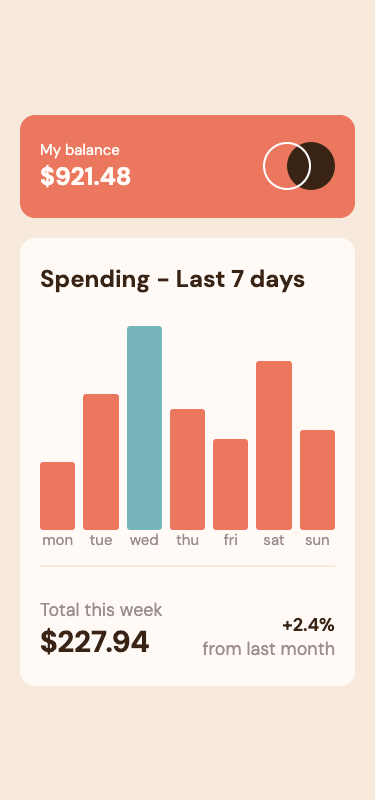 My balance
$921.48
Spending - Last 7 days
mon tue wed thu fri sat sun
Total this week
$227.94
+2.4%
from last month